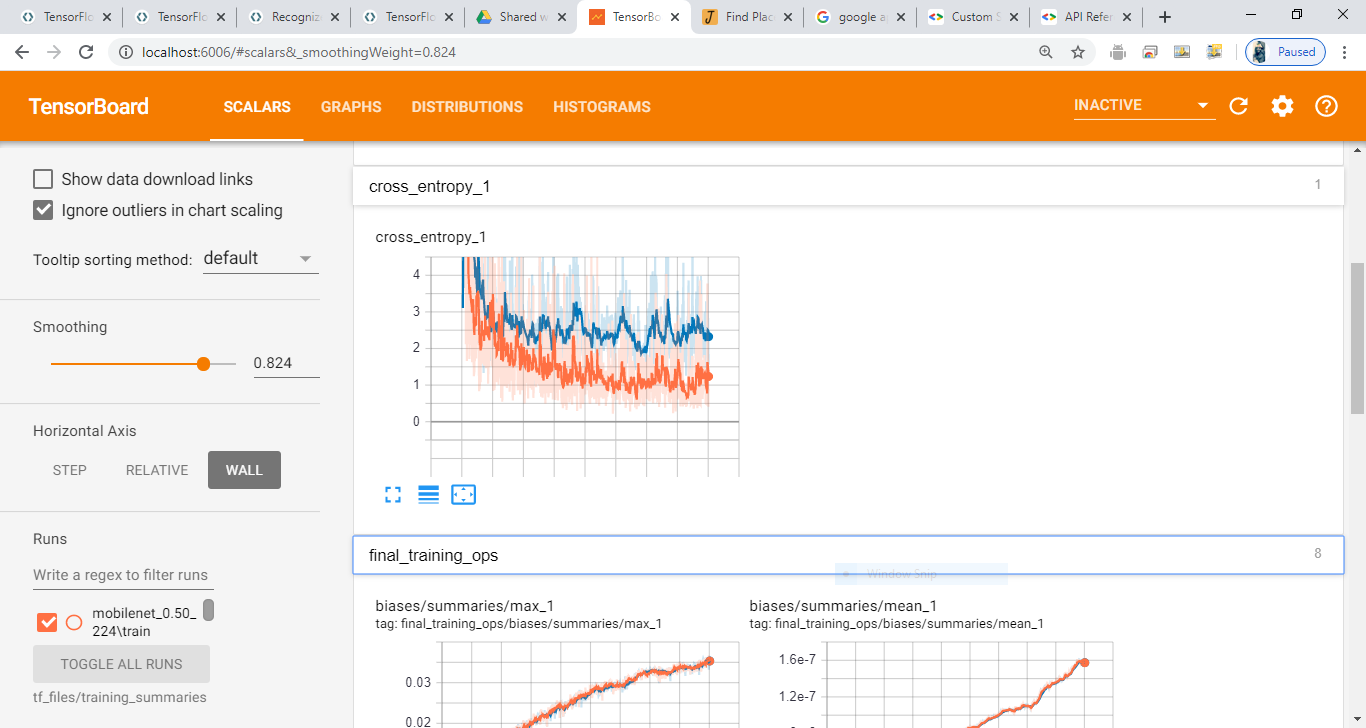 TensorFlo
TensorFlo
Recogniz
TensorFlo
Shared w
TensorBo
Find Plac
google a
Custom S
API Refer
localhost:6006/#scalars&_smoothingWeight=0.824
Paused
TensorBoard
SCALARS
GRAPHS
DISTRIBUTIONS
HISTOGRAMS
INACTIVE
Show data download links
Ignore outliers in chart scaling
Tooltip sorting method: default
Smoothing
0.824
Horizontal Axis
STEP
RELATIVE
WALL
Runs
Write a regex to filter runs
mobilenet_0.50_
224\train
TOGGLE ALL RUNS
tf_files/training_summaries
cross_entropy_1
1
cross_entropy_1
4
3
2
1
0
final_training_ops
8
Window Snip
biases/summaries/max_1
tag: final_training_ops/biases/summaries/max_1
0.03
0.02
biases/summaries/mean_1
tag: final_training_ops/biases/summaries/mean_1
1.6e-7
1.2e-7